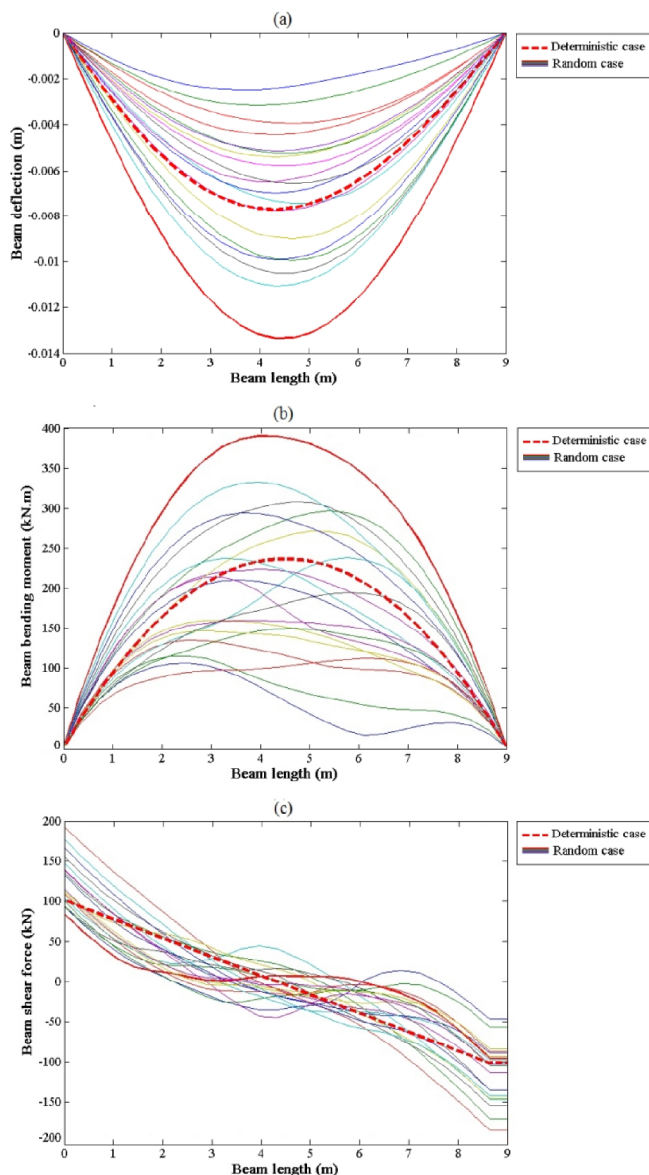 (a)
0
-0.002
-0.004
-0.006
-0.008
-0.01
-0.012
-0.014
Beam deflection (m)
0 1 2 3 4 5 6 7 8 9
Beam length (m)
Deterministic case
Random case
(b)
400
350
300
250
200
150
100
50
0
Beam bending moment (kN.m)
0 1 2 3 4 5 6 7 8 9
Beam length (m)
Deterministic case
Random case
(c)
200
150
100
50
0
-50
-100
-150
-200
Beam shear force (kN)
0 1 2 3 4 5 6 7 8 9
Beam length (m)
Deterministic case
Random case